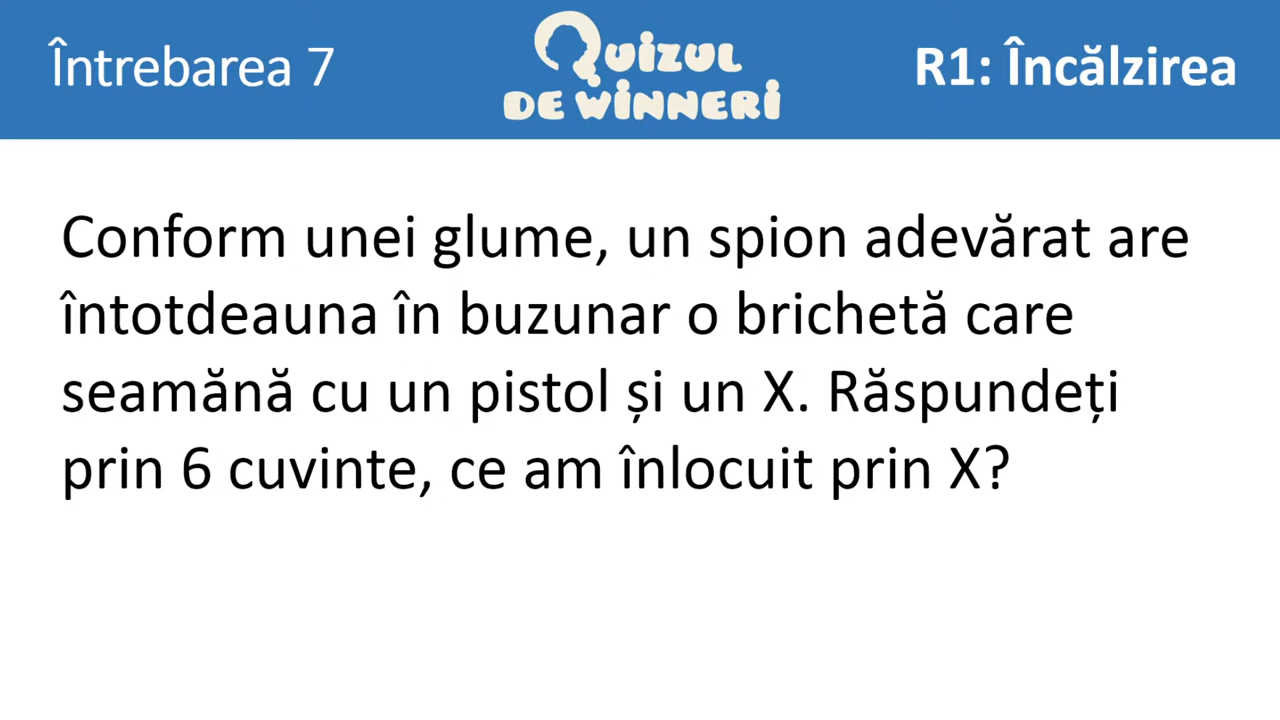 Întrebarea 7
Quizul
de winneri
R1: Încălzirea
Conform unei glume, un spion adevărat are
întotdeauna în buzunar o brichetă care
seamănă cu un pistol și un X. Răspundeți
prin 6 cuvinte, ce am înlocuit prin X?